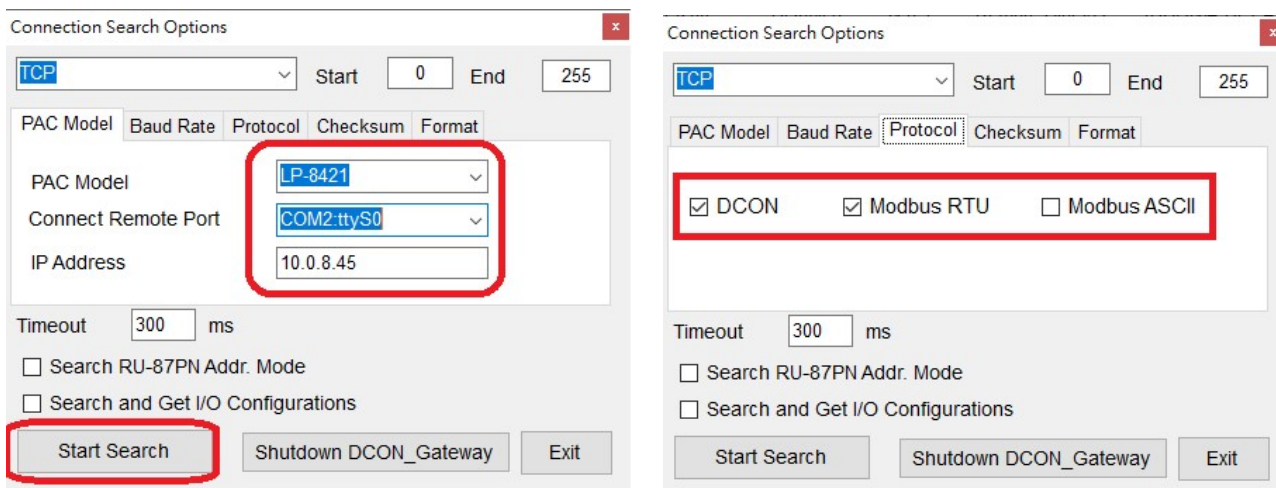 Connection Search Options
x
TCP Start 0 End 255
PAC Model Baud Rate Protocol Checksum Format
PAC Model LP-8421
Connect Remote Port COM2:ttyS0
IP Address 10.0.8.45
Timeout 300 ms
Search RU-87PN Addr. Mode
Search and Get I/O Configurations
Start Search Shutdown DCON_Gateway Exit
Connection Search Options
x
TCP Start 0 End 255
PAC Model Baud Rate Protocol Checksum Format
DCON Modbus RTU Modbus ASCII
Timeout 300 ms
Search RU-87PN Addr. Mode
Search and Get I/O Configurations
Start Search Shutdown DCON_Gateway Exit